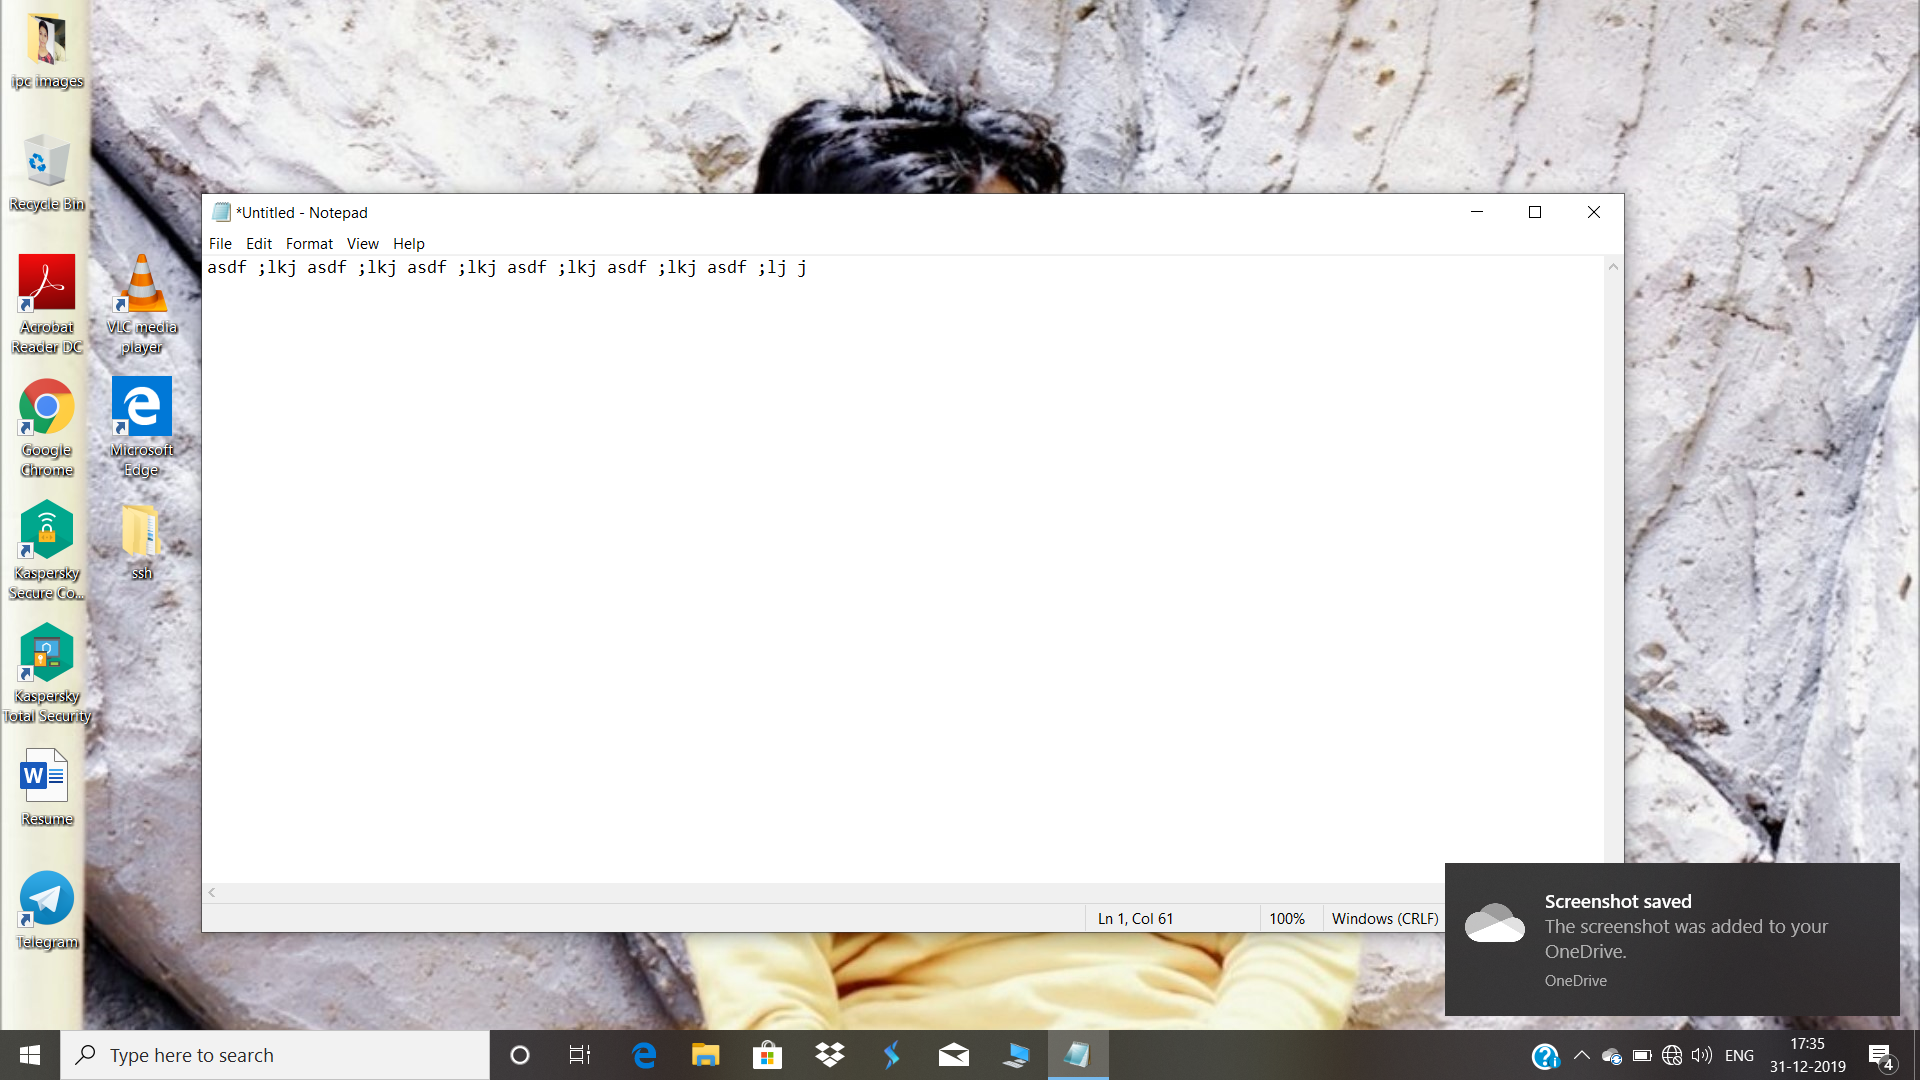 ipc images
Recycle Bin
Acrobat
Reader DC
VLC media
player
Google
Chrome
Microsoft
Edge
Kaspersky
Secure Co...
ssh
Kaspersky
Total Security
W
Resume
Telegram
*Untitled - Notepad
File Edit Format View Help
asdf ;lkj asdf ;lkj asdf ;lkj asdf ;lkj asdf ;lkj asdf ;lj j
Ln 1, Col 61 100% Windows (CRLF)
Screenshot saved
The screenshot was added to your
OneDrive.
OneDrive
Type here to search
ENG
17:35
31-12-2019
4